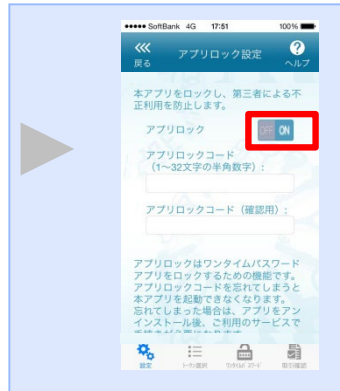 ●●●●● SoftBank 4G 17:51 100%
戻る
アプリロック設定
?
ヘルプ
本アプリをロックし、第三者による不
正利用を防止します。
アプリロック
OFF ON
アプリロックコード
（1～32文字の半角数字）：
アプリロックコード（確認用）：
アプリロックはワンタイムパスワード
アプリをロックするための機能です。
アプリロックコードを忘れてしまうと
本アプリを起動できなくなります。
忘れてしまった場合は、アプリをアン
インストール後、ご利用のサービスで
設定
取引確認